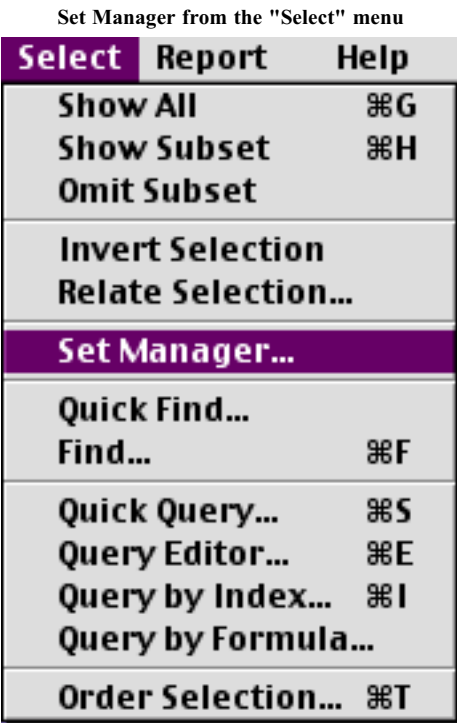 Set Manager from the "Select" menu
Select Report Help
Show All ⌘G
Show Subset ⌘H
Omit Subset
Invert Selection
Relate Selection...
Set Manager...
Quick Find...
Find... ⌘F
Quick Query... ⌘S
Query Editor... ⌘E
Query by Index... ⌘I
Query by Formula...
Order Selection... ⌘T